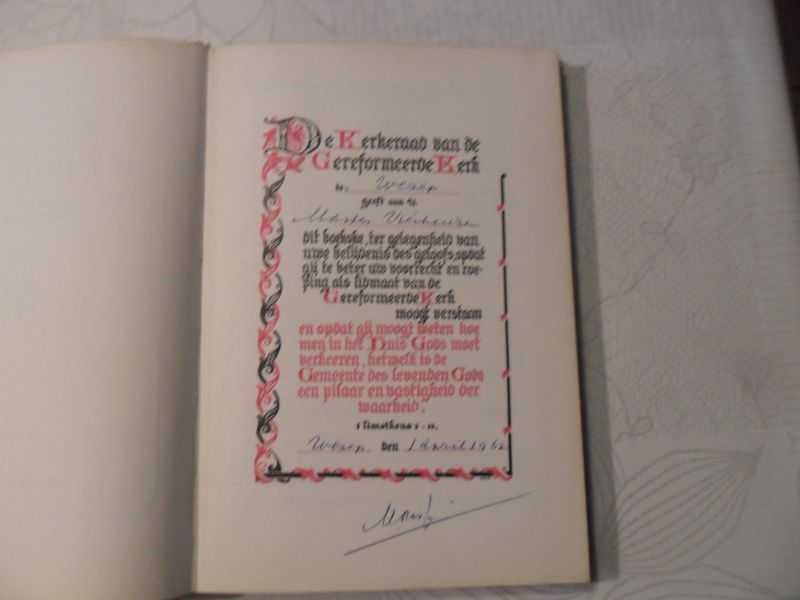 De Kerkeraad van de
Gereformeerde Kerk
te Wezep
geeft aan u
dit boekske, ter gelegenheid van
uwe belijdenis des geloofs, opdat
gij te beter uw voorrecht en roe-
ping als lidmaat van de
Gereformeerde Kerk
moogt verstaan
en opdat gij moogt weten hoe
men in het Huis Gods moet
verkeeren, hetwelk is de
Gemeente des levenden Gods
een pilaar en vastigheid der
waarheid.
1 Timotheus 3 : 15.
Wezep den 1 April 1962